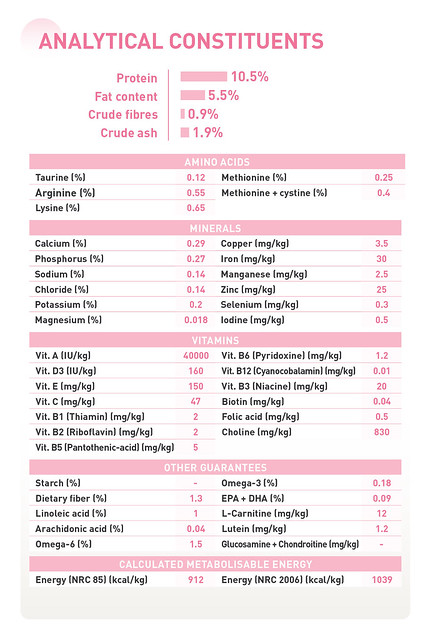 ANALYTICAL CONSTITUENTS
Protein 10.5%
Fat content 5.5%
Crude fibres 0.9%
Crude ash 1.9%
AMINO ACIDS
Taurine (%) 0.12 Methionine (%) 0.25
Arginine (%) 0.55 Methionine + cystine (%) 0.4
Lysine (%) 0.65
MINERALS
Calcium (%) 0.29 Copper (mg/kg) 3.5
Phosphorus (%) 0.27 Iron (mg/kg) 30
Sodium (%) 0.14 Manganese (mg/kg) 2.5
Chloride (%) 0.14 Zinc (mg/kg) 25
Potassium (%) 0.2 Selenium (mg/kg) 0.3
Magnesium (%) 0.018 Iodine (mg/kg) 0.5
VITAMINS
Vit. A (IU/kg) 40000 Vit. B6 (Pyridoxine) (mg/kg) 1.2
Vit. D3 (IU/kg) 160 Vit. B12 (Cyanocobalamin) (mg/kg) 0.01
Vit. E (mg/kg) 150 Vit. B3 (Niacine) (mg/kg) 20
Vit. C (mg/kg) 47 Biotin (mg/kg) 0.04
Vit. B1 (Thiamin) (mg/kg) 2 Folic acid (mg/kg) 0.5
Vit. B2 (Riboflavin) (mg/kg) 2 Choline (mg/kg) 830
Vit. B5 (Pantothenic-acid) (mg/kg) 5
OTHER GUARANTEES
Starch (%) - Omega-3 (%) 0.18
Dietary fiber (%) 1.3 EPA + DHA (%) 0.09
Linoleic acid (%) 1 L-Carnitine (mg/kg) 12
Arachidonic acid (%) 0.04 Lutein (mg/kg) 1.2
Omega-6 (%) 1.5 Glucosamine + Chondroitine (mg/kg) -
CALCULATED METABOLISABLE ENERGY
Energy (NRC 85) (kcal/kg) 912 Energy (NRC 2006) (kcal/kg) 1039